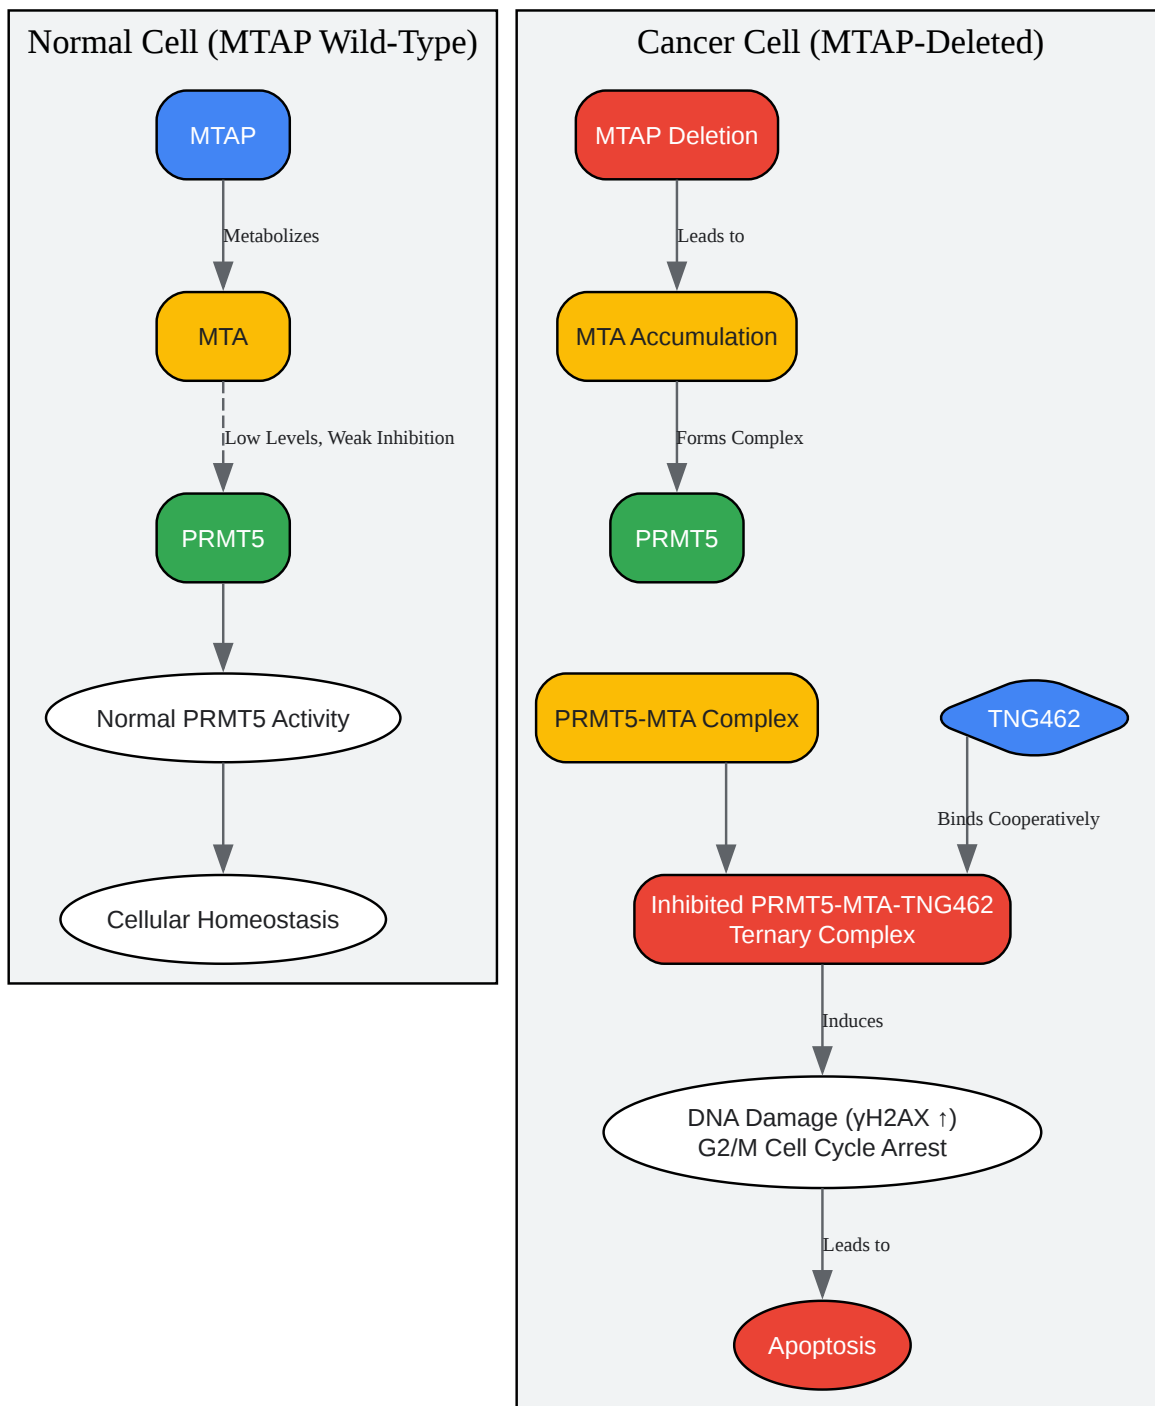 Normal Cell (MTAP Wild-Type)
MTAP
Metabolizes
MTA
Low Levels, Weak Inhibition
PRMT5
Normal PRMT5 Activity
Cellular Homeostasis
Cancer Cell (MTAP-Deleted)
MTAP Deletion
Leads to
MTA Accumulation
Forms Complex
PRMT5
PRMT5-MTA Complex
TNG462
Binds Cooperatively
Inhibited PRMT5-MTA-TNG462
Ternary Complex
Induces
DNA Damage (γH2AX ↑)
G2/M Cell Cycle Arrest
Leads to
Apoptosis